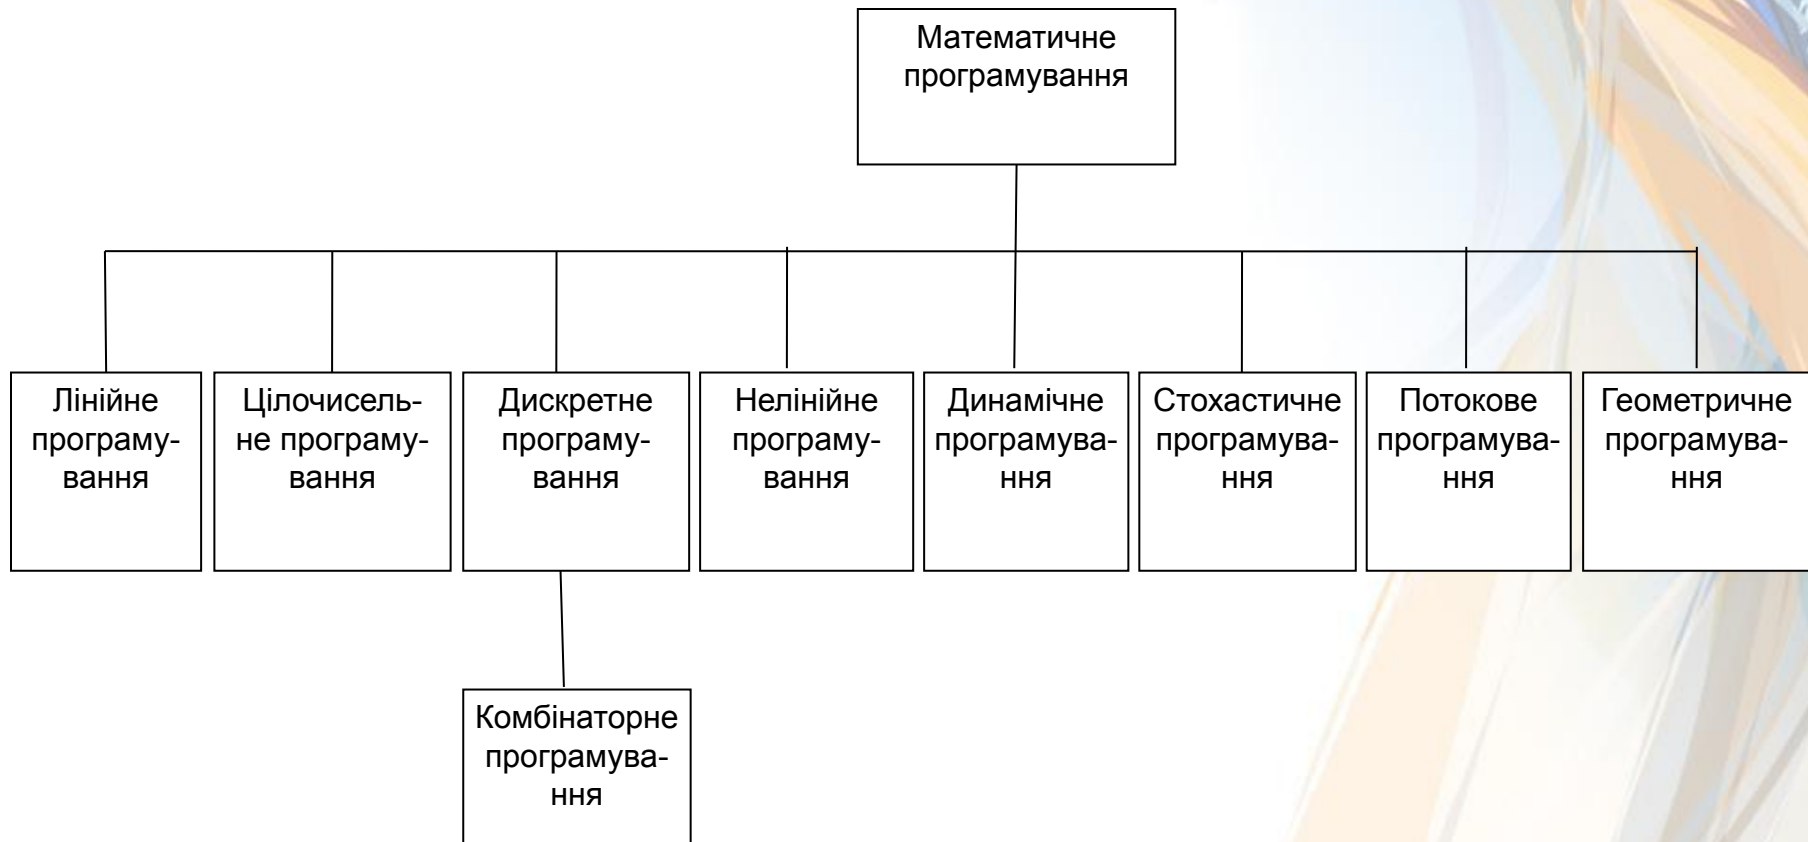 Математичне
програмування
Лінійне
програму-
вання
Цілочисель-
не програму-
вання
Дискретне
програму-
вання
Нелінійне
програму-
вання
Динамічне
програмува-
ння
Стохастичне
програмува-
ння
Потокове
програмува-
ння
Геометричне
програмува-
ння
Комбінаторне
програмува-
ння